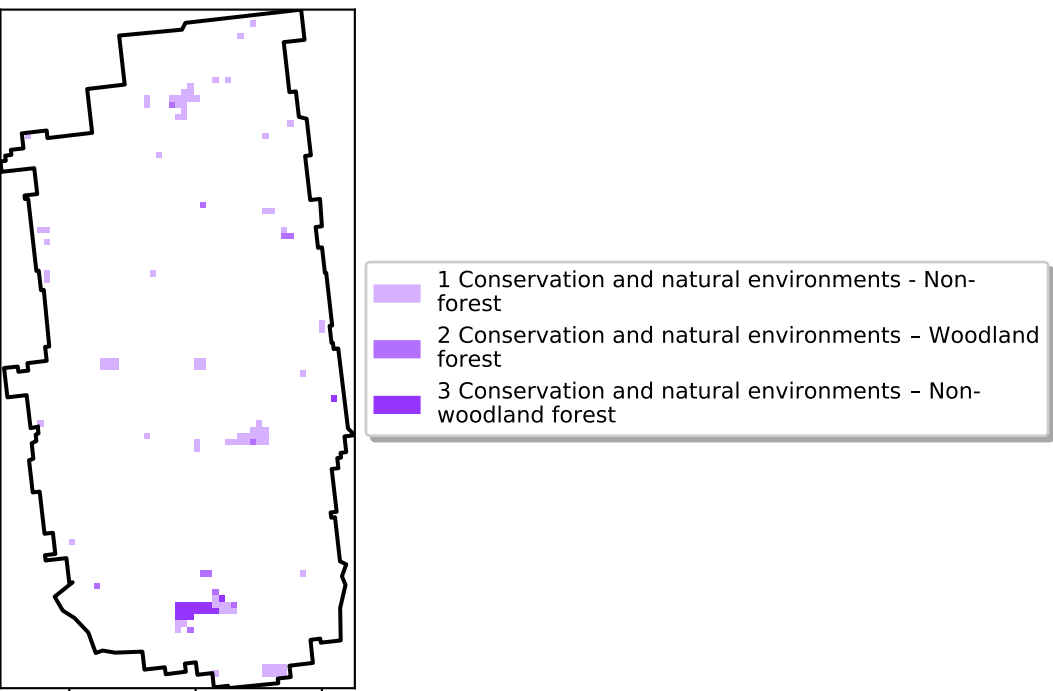 1 Conservation and natural environments - Non-
forest
2 Conservation and natural environments – Woodland
forest
3 Conservation and natural environments – Non-
woodland forest